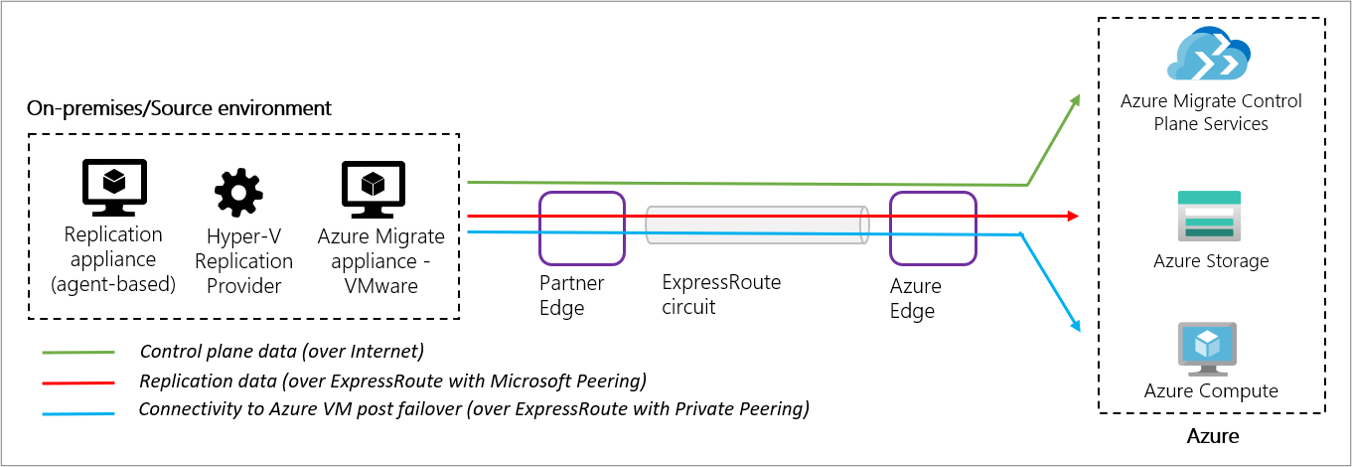 On-premises/Source environment
Replication
appliance
(agent-based)
Hyper-V
Replication
Provider
Azure Migrate
appliance -
VMware
Partner
Edge
ExpressRoute
circuit
Azure
Edge
Azure Migrate Control
Plane Services
Azure Storage
Azure Compute
Azure
Control plane data (over Internet)
Replication data (over ExpressRoute with Microsoft Peering)
Connectivity to Azure VM post failover (over ExpressRoute with Private Peering)